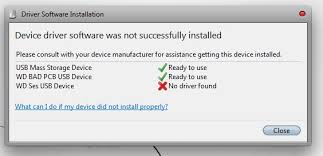 Driver Software Installation
Device driver software was not successfully installed
Please consult with your device manufacturer for assistance getting this device installed.
USB Mass Storage Device Ready to use
WD BAD PCB USB Device Ready to use
WD Ses USB Device No driver found
What can I do if my device did not install properly?
Close